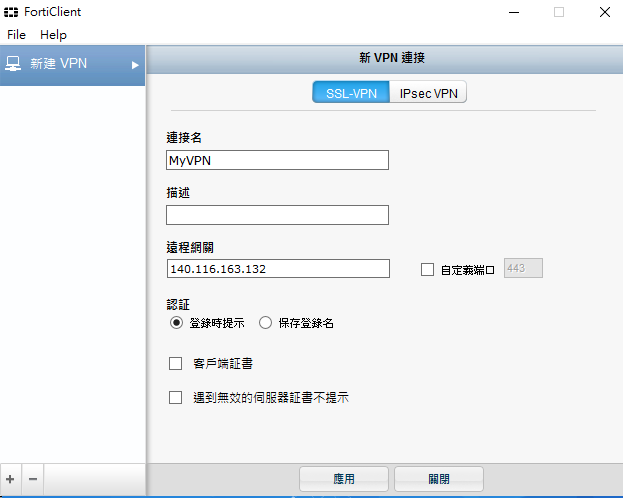 FortiClient
File Help
新建 VPN
新 VPN 連接
SSL-VPN IPsec VPN
連接名
MyVPN
描述
遠程網關
140.116.163.132 自定義端口 443
認証
登錄時提示 保存登錄名
客戶端証書
遇到無效的伺服器証書不提示
應用 關閉